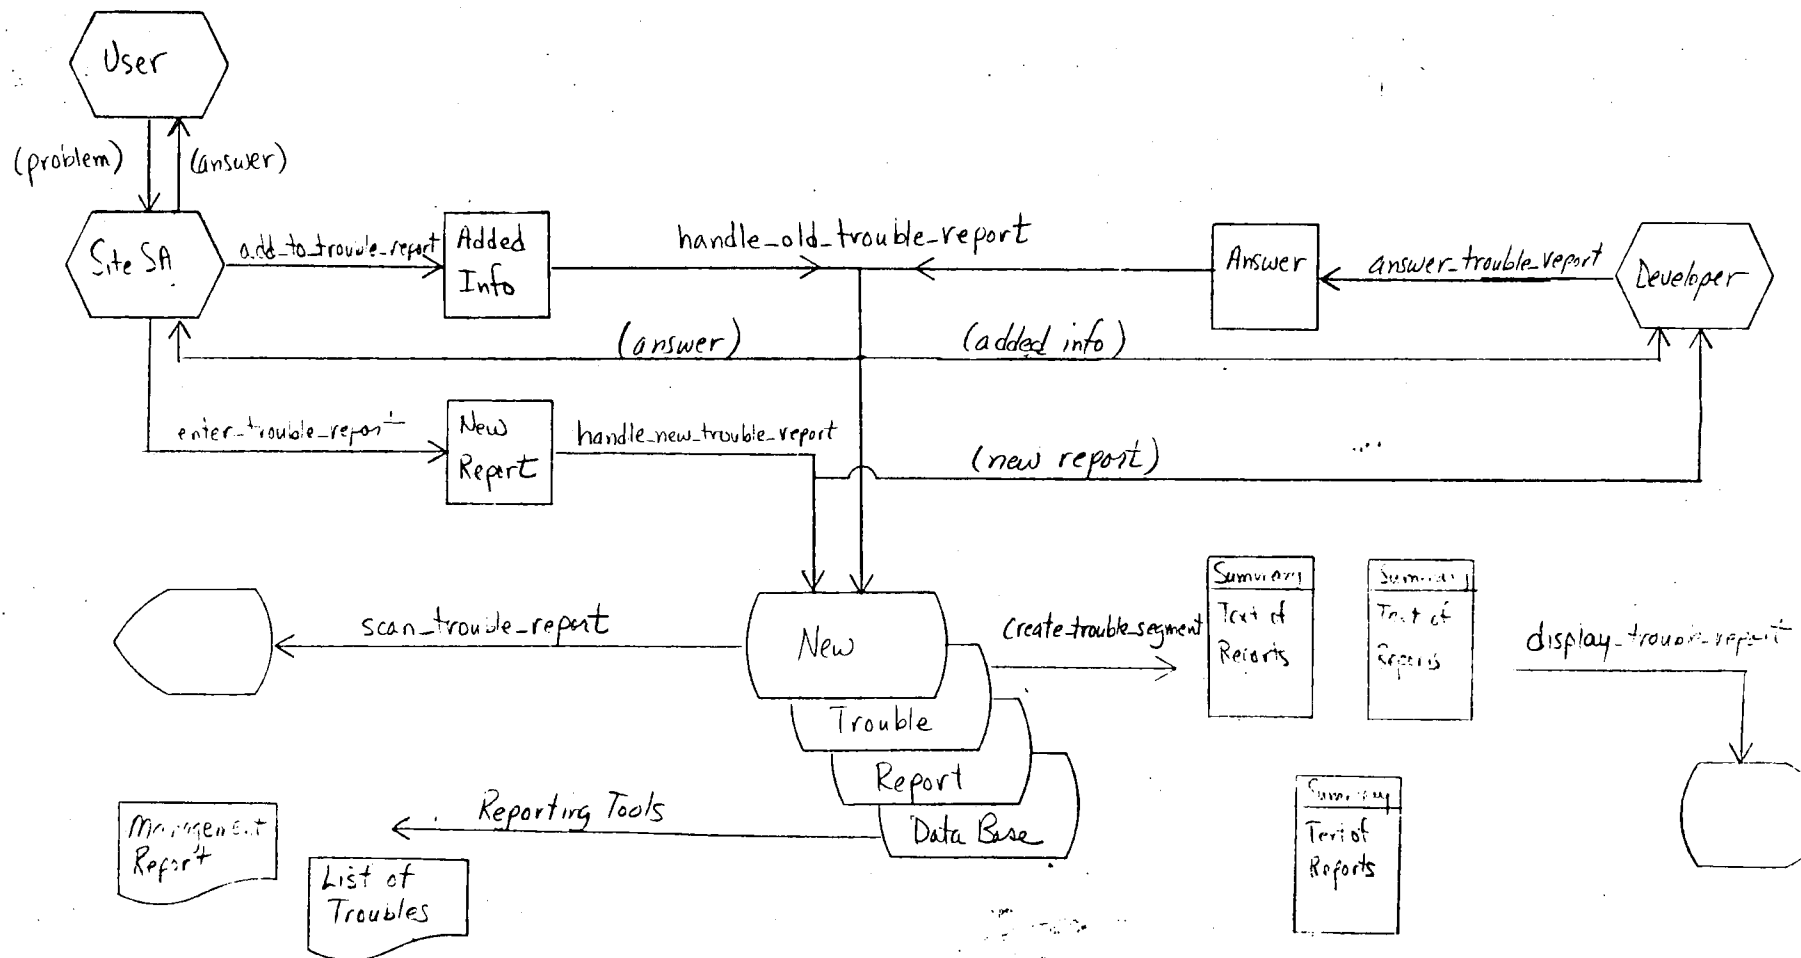 User
(problem)
(answer)
Site SA
add_to_trouble_report
Added
Info
handle_old_trouble_report
Answer
answer_trouble_report
Developer
(answer)
(added info)
enter_trouble_report
New
Report
handle_new_trouble_report
(new report)
scan_trouble_report
New
Trouble
Report
Data Base
create_trouble_segment
Summary
Text of
Reports
Summary
Text of
Reports
display_trouble_report
Summary
Text of
Reports
Reporting Tools
Management
Report
List of
Troubles